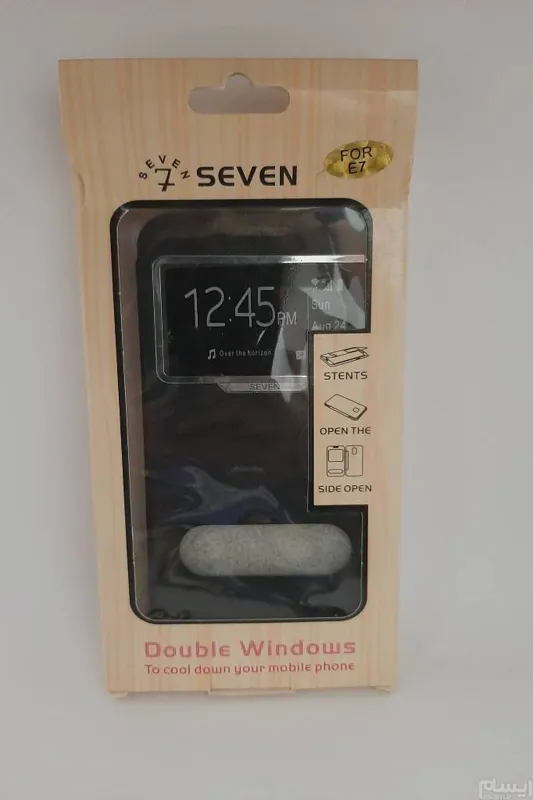 SEVEN
7 SEVEN
FOR
E7
12:45 PM
Sun
Aug 24
Over the horizon
SEVEN
STENTS
OPEN THE
SIDE OPEN
Double Windows
To cool down your mobile phone
ایسام